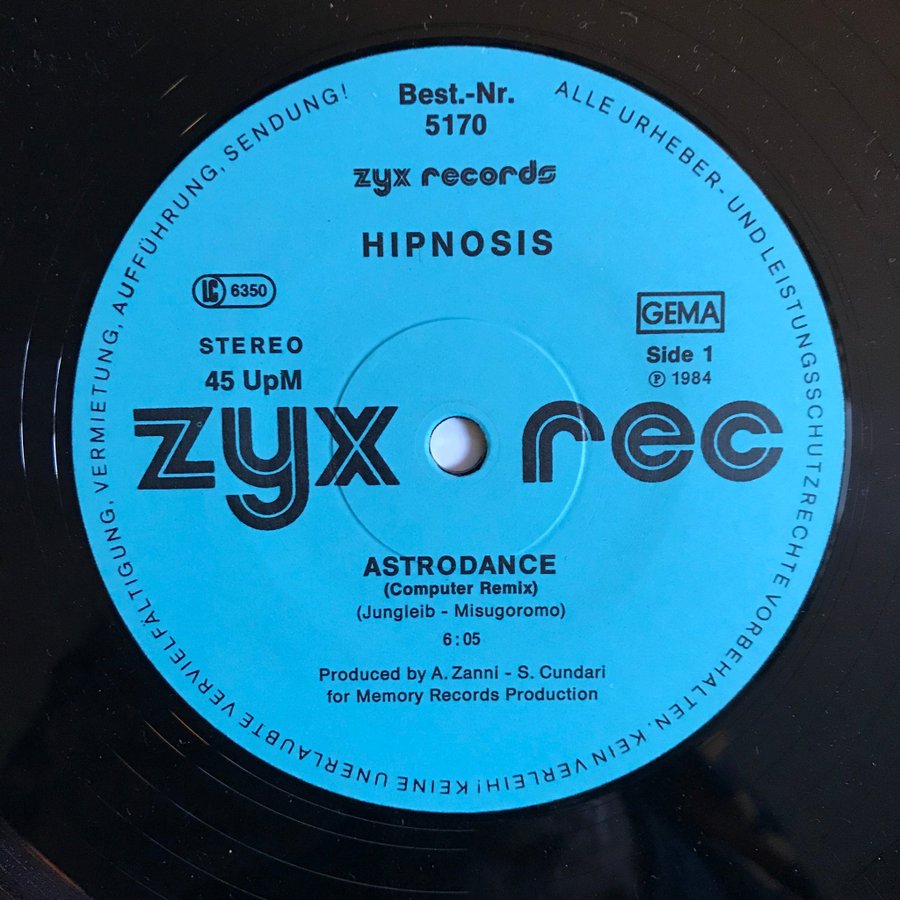 Best.-Nr.
5170
zyx records
HIPNOSIS
LC 6350
GEMA
STEREO
Side 1
45 UpM
℗ 1984
zyx rec
ASTRODANCE
(Computer Remix)
(Jungleib - Misugoromo)
6:05
Produced by A. Zanni - S. Cundari
for Memory Records Production
ALLE URHEBER- UND LEISTUNGSSCHUTZRECHTE VORBEHALTEN. KEIN VERLEIH! KEINE UNERLAUBTE VERVIELFÄLTIGUNG, VERMIETUNG, AUFFÜHRUNG, SENDUNG!